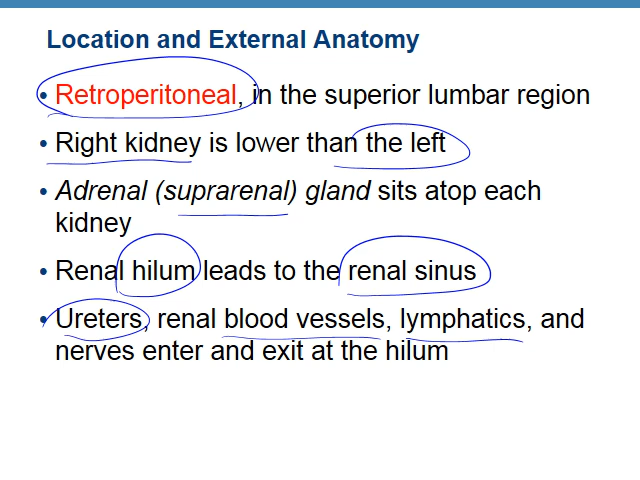 Location and External Anatomy
• Retroperitoneal, in the superior lumbar region
• Right kidney is lower than the left
• Adrenal (suprarenal) gland sits atop each
kidney
• Renal hilum leads to the renal sinus
• Ureters, renal blood vessels, lymphatics, and
nerves enter and exit at the hilum